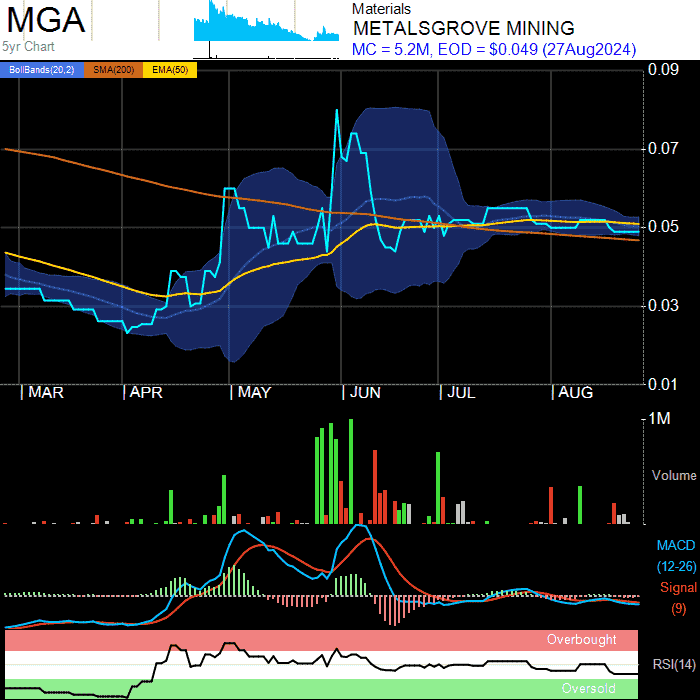 MGA
5yr Chart
Materials
METALSGROVE MINING
MC = 5.2M, EOD = $0.049 (27Aug2024)
BollBands(20,2) SMA(200) EMA(50)
0.09
0.07
0.05
0.03
0.01
| MAR | APR | MAY | JUN | JUL | AUG
1M
Volume
MACD
(12-26)
Signal
(9)
Overbought
RSI(14)
Oversold